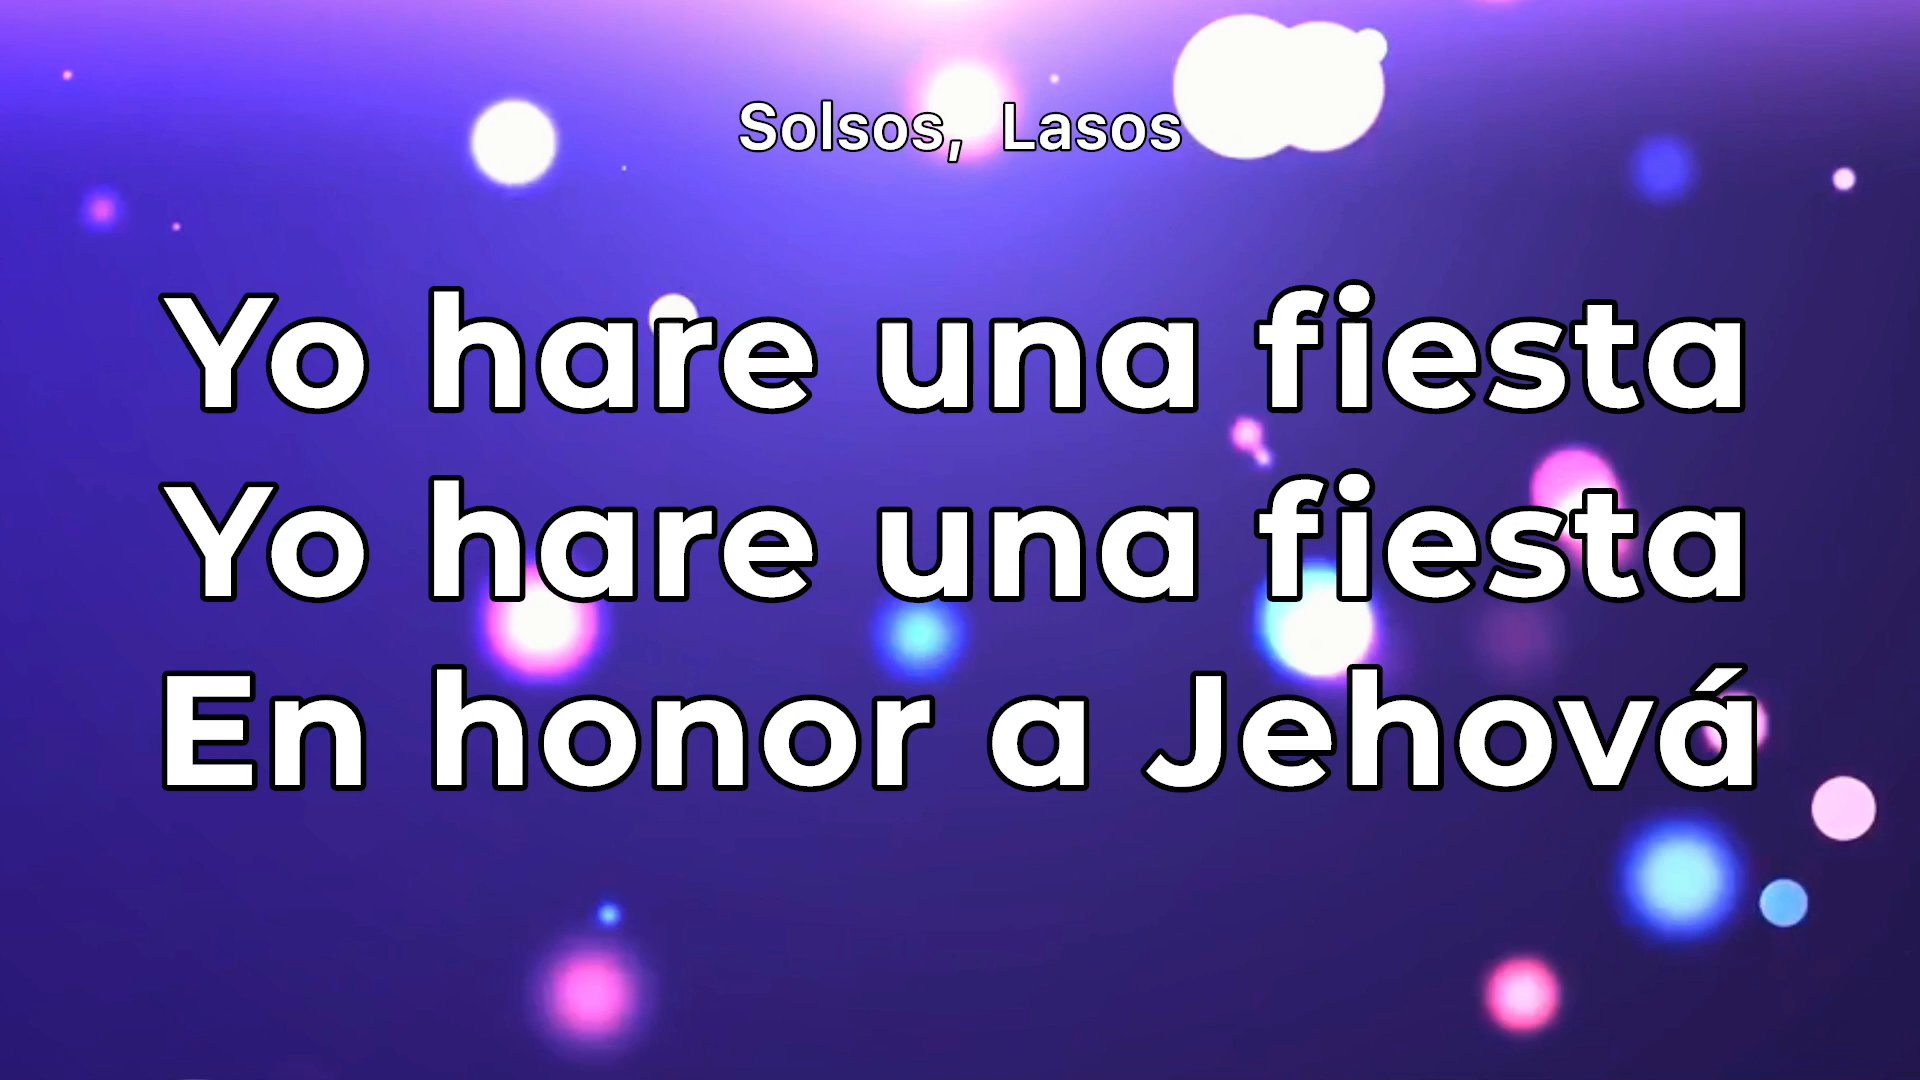 Solsos, Lasos
Yo hare una fiesta
Yo hare una fiesta
En honor a Jehová